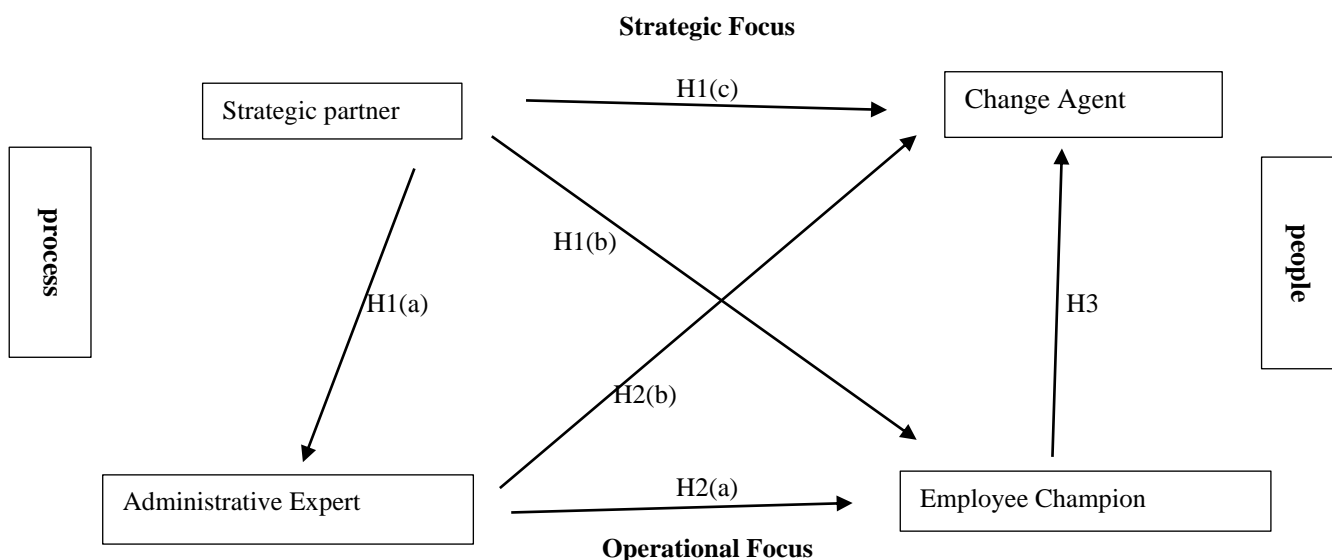 Strategic Focus
H1(c)
Strategic partner
Change Agent
process
people
H1(b)
H1(a)
H3
H2(b)
Administrative Expert
H2(a)
Employee Champion
Operational Focus